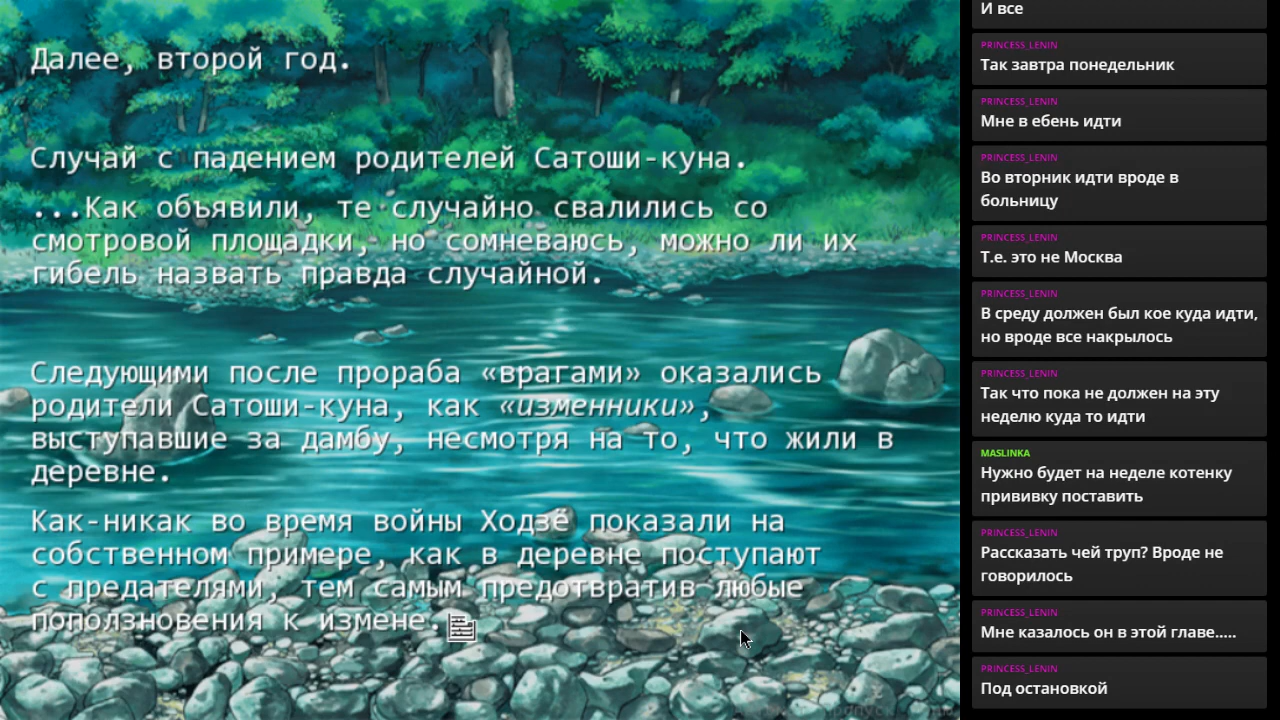 Далее, второй год.
Случай с падением родителей Сатоши-куна.
...Как объявили, те случайно свалились со
смотровой площадки, но сомневаюсь, можно ли их
гибель назвать правда случайной.
Следующими после прораба «врагами» оказались
родители Сатоши-куна, как «изменники»,
выступавшие за дамбу, несмотря на то, что жили в
деревне.
Как-никак во время войны Ходзё показали на
собственном примере, как в деревне поступают
с предателями, тем самым предотвратив любые
поползновения к измене.
И все
PRINCESS_LENIN
Так завтра понедельник
PRINCESS_LENIN
Мне в ебень идти
PRINCESS_LENIN
Во вторник идти вроде в
больницу
PRINCESS_LENIN
Т.е. это не Москва
PRINCESS_LENIN
В среду должен был кое куда идти,
но вроде все накрылось
PRINCESS_LENIN
Так что пока не должен на эту
неделю куда то идти
MASLINKA
Нужно будет на неделе котенку
прививку поставить
PRINCESS_LENIN
Рассказать чей труп? Вроде не
говорилось
PRINCESS_LENIN
Мне казалось он в этой главе.....
PRINCESS_LENIN
Под остановкой